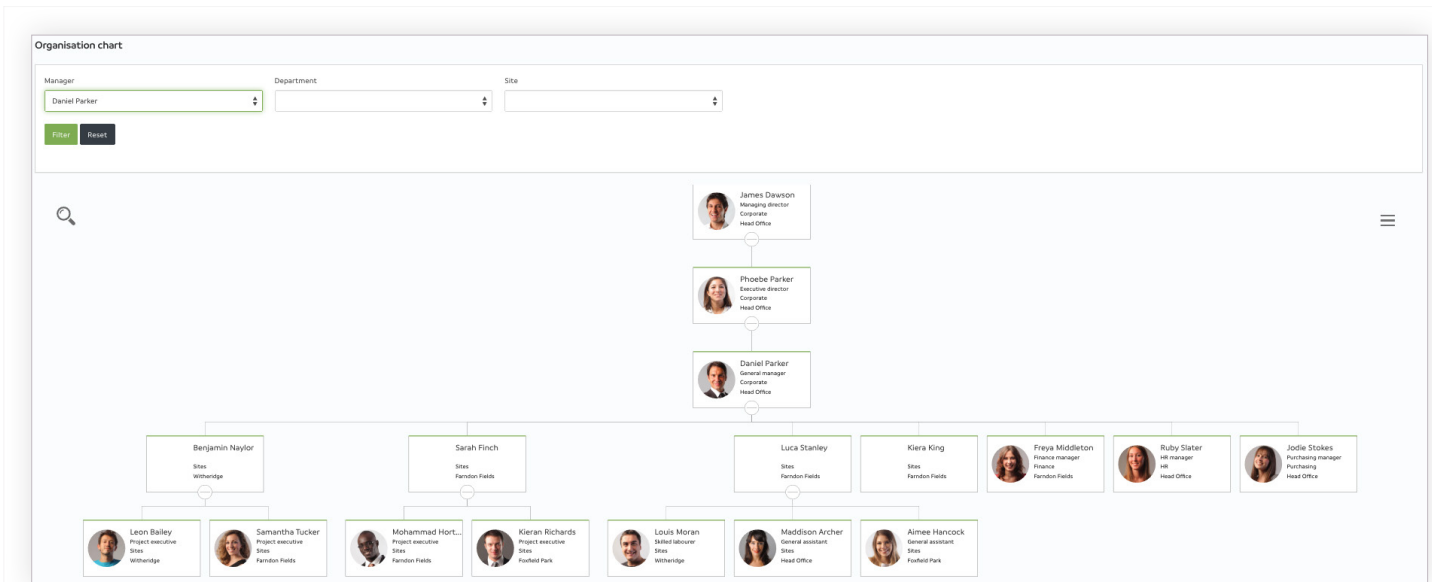 Organisation chart
Manager
Department
Site
Daniel Parker
Filter
Reset
James Dawson
Managing director
Corporate
Head Office
Phoebe Parker
Executive director
Corporate
Head Office
Daniel Parker
General manager
Corporate
Head Office
Benjamin Naylor
Sites
Witheridge
Sarah Finch
Sites
Farndon Fields
Luca Stanley
Sites
Farndon Fields
Kiera King
Sites
Farndon Fields
Freya Middleton
Finance manager
Finance
Farndon Fields
Ruby Slater
HR manager
HR
Head Office
Jodie Stokes
Purchasing manager
Purchasing
Head Office
Leon Bailey
Project executive
Sites
Witheridge
Samantha Tucker
Project executive
Sites
Farndon Fields
Mohammad Hort...
Project executive
Sites
Farndon Fields
Kieran Richards
Project executive
Sites
Foxfield Park
Louis Moran
Skilled labourer
Sites
Witheridge
Maddison Archer
General assistant
Sites
Head Office
Aimee Hancock
General assistant
Sites
Foxfield Park